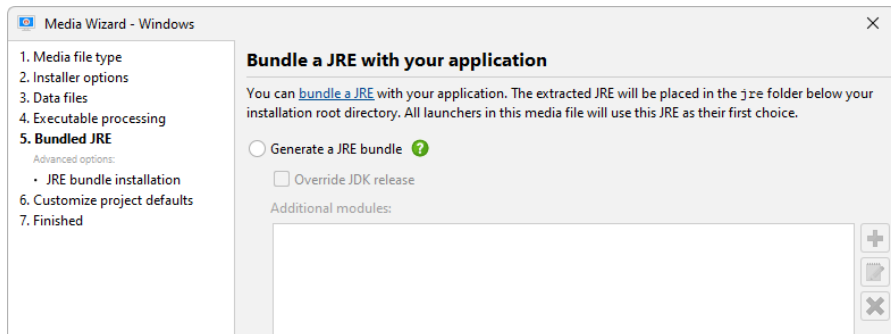 Media Wizard - Windows
1. Media file type
2. Installer options
3. Data files
4. Executable processing
5. Bundled JRE
Advanced options:
• JRE bundle installation
6. Customize project defaults
7. Finished
Bundle a JRE with your application
You can bundle a JRE with your application. The extracted JRE will be placed in the jre folder below your
installation root directory. All launchers in this media file will use this JRE as their first choice.
Generate a JRE bundle ?
Override JDK release
Additional modules: